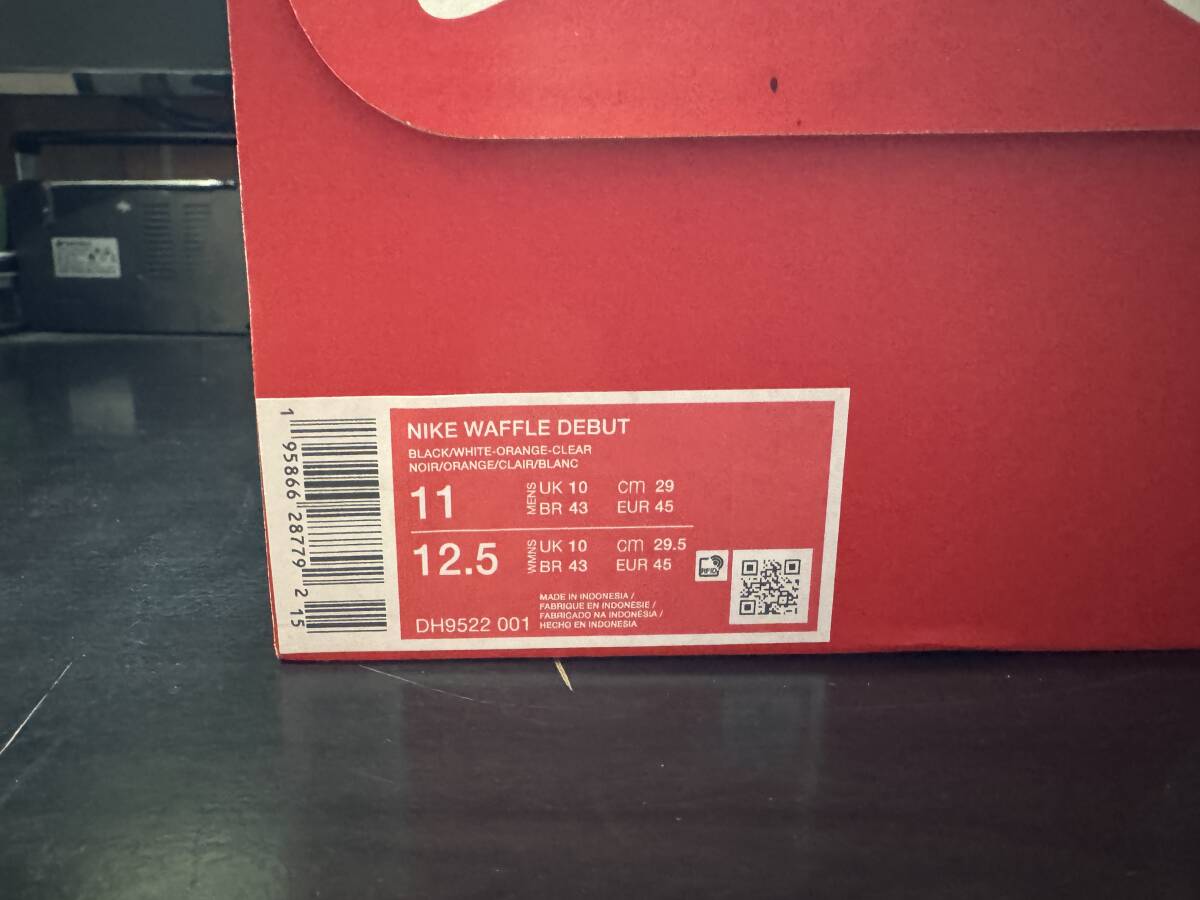 NIKE WAFFLE DEBUT
BLACK/WHITE-ORANGE-CLEAR
NOIR/ORANGE/CLAIR/BLANC
11 MENS UK 10 cm 29
BR 43 EUR 45
12.5 WMNS UK 10 cm 29.5
BR 43 EUR 45
RFID
MADE IN INDONESIA /
FABRIQUE EN INDONESIE /
FABRICADO NA INDONÉSIA /
HECHO EN INDONESIA
DH9522 001
1 95866 28779 2 15